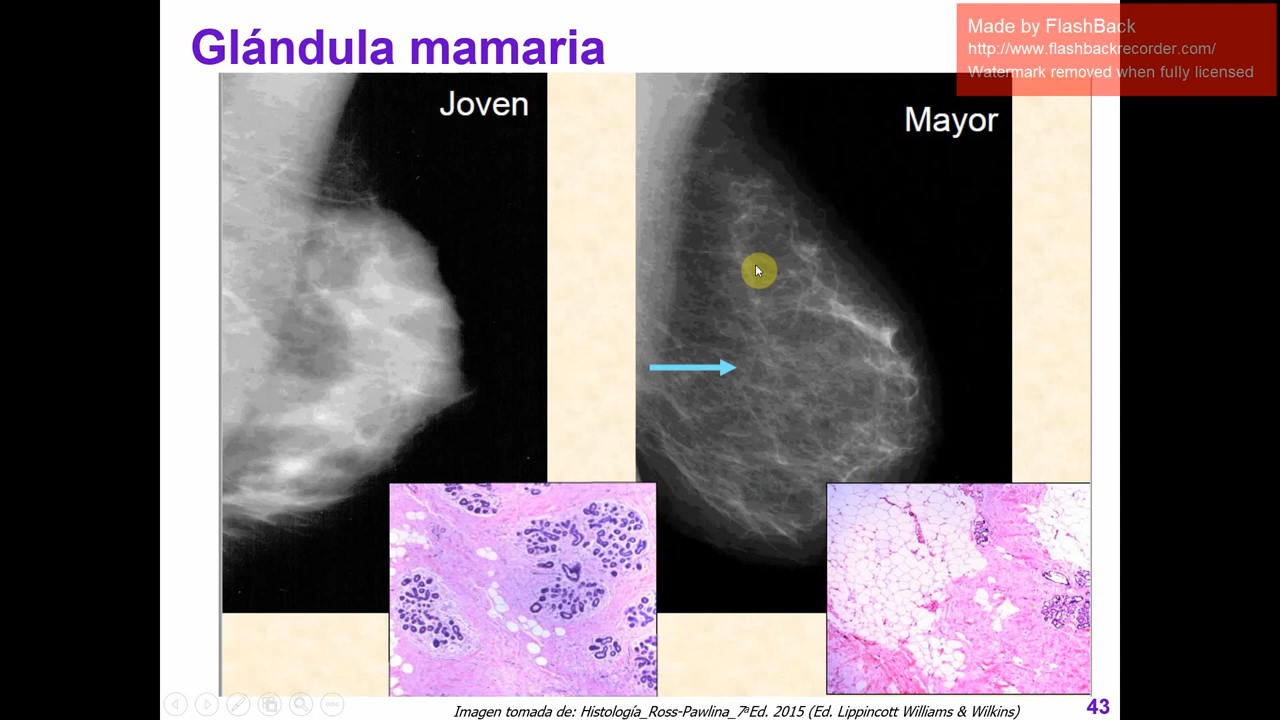 Glándula mamaria
Made by FlashBack
http://www.flashbackrecorder.com/
Watermark removed when fully licensed
Joven
Mayor
Imagen tomada de: Histología_Ross-Pawlina_7ªEd. 2015 (Ed. Lippincott Williams & Wilkins)
43